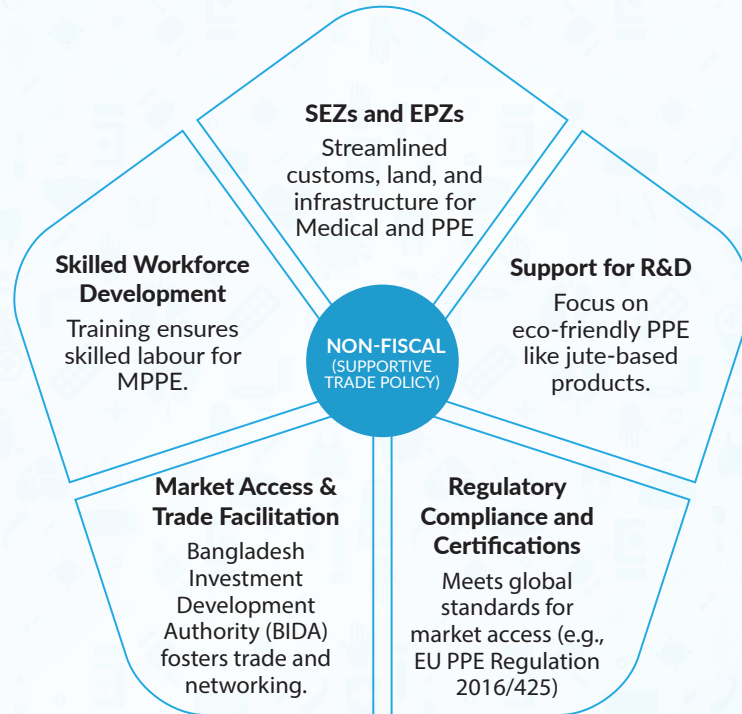 SEZs and EPZs
Streamlined
customs, land, and
infrastructure for
Medical and PPE
Skilled Workforce
Development
Training ensures
skilled labour for
MPPE.
Support for R&D
Focus on
eco-friendly PPE
like jute-based
products.
NON-FISCAL
(SUPPORTIVE
TRADE POLICY)
Market Access &
Trade Facilitation
Bangladesh
Investment
Development
Authority (BIDA)
fosters trade and
networking.
Regulatory
Compliance and
Certifications
Meets global
standards for
market access (e.g.,
EU PPE Regulation
2016/425)